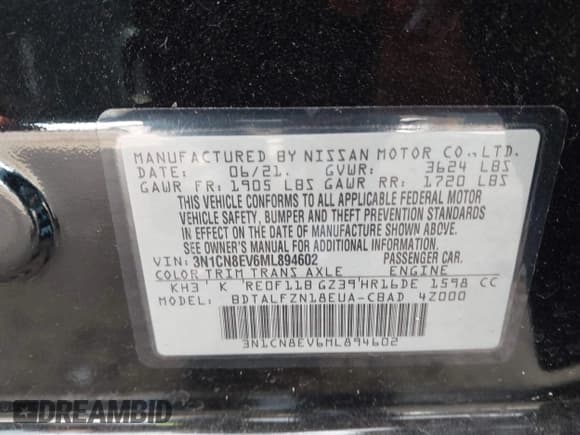 MANUFACTURED BY NISSAN MOTOR CO., LTD.
DATE: 06/21. GVWR: 3624 LBS
GAWR FR: 1905 LBS GAWR RR: 1720 LBS
THIS VEHICLE CONFORMS TO ALL APPLICABLE FEDERAL MOTOR
VEHICLE SAFETY, BUMPER AND THEFT PREVENTION STANDARDS
IN EFFECT ON THE DATE OF MANUFACTURE SHOWN ABOVE.
SEE OWNER'S MANUAL FOR ADDITIONAL INFORMATION
VIN: 3N1CN8EV6ML894602 PASSENGER CAR.
COLOR TRIM TRANS AXLE ENGINE
KH3' K RE0F11B GZ39'HR16DE 1598 CC
MODEL: BDTALFZN18EUA-CBAD 4Z000
3N1CN8EV6ML894602
DREAMBID